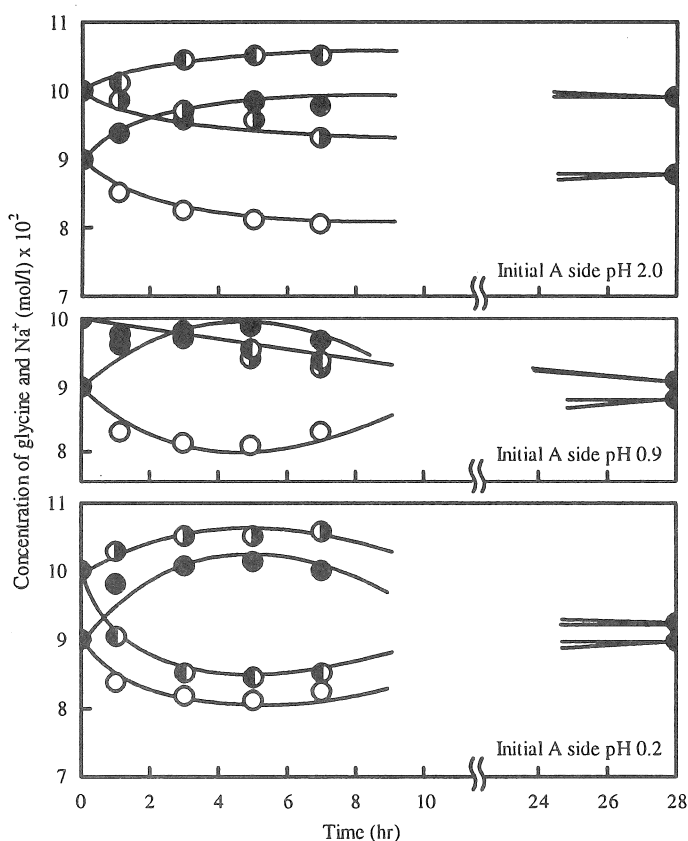 11
10
9
8
7
Initial A side pH 2.0
10
9
8
Initial A side pH 0.9
11
10
9
8
7
Initial A side pH 0.2
0 2 4 6 8 10 24 26 28
Time (hr)
Concentration of glycine and Na+ (mol/l) x 10²